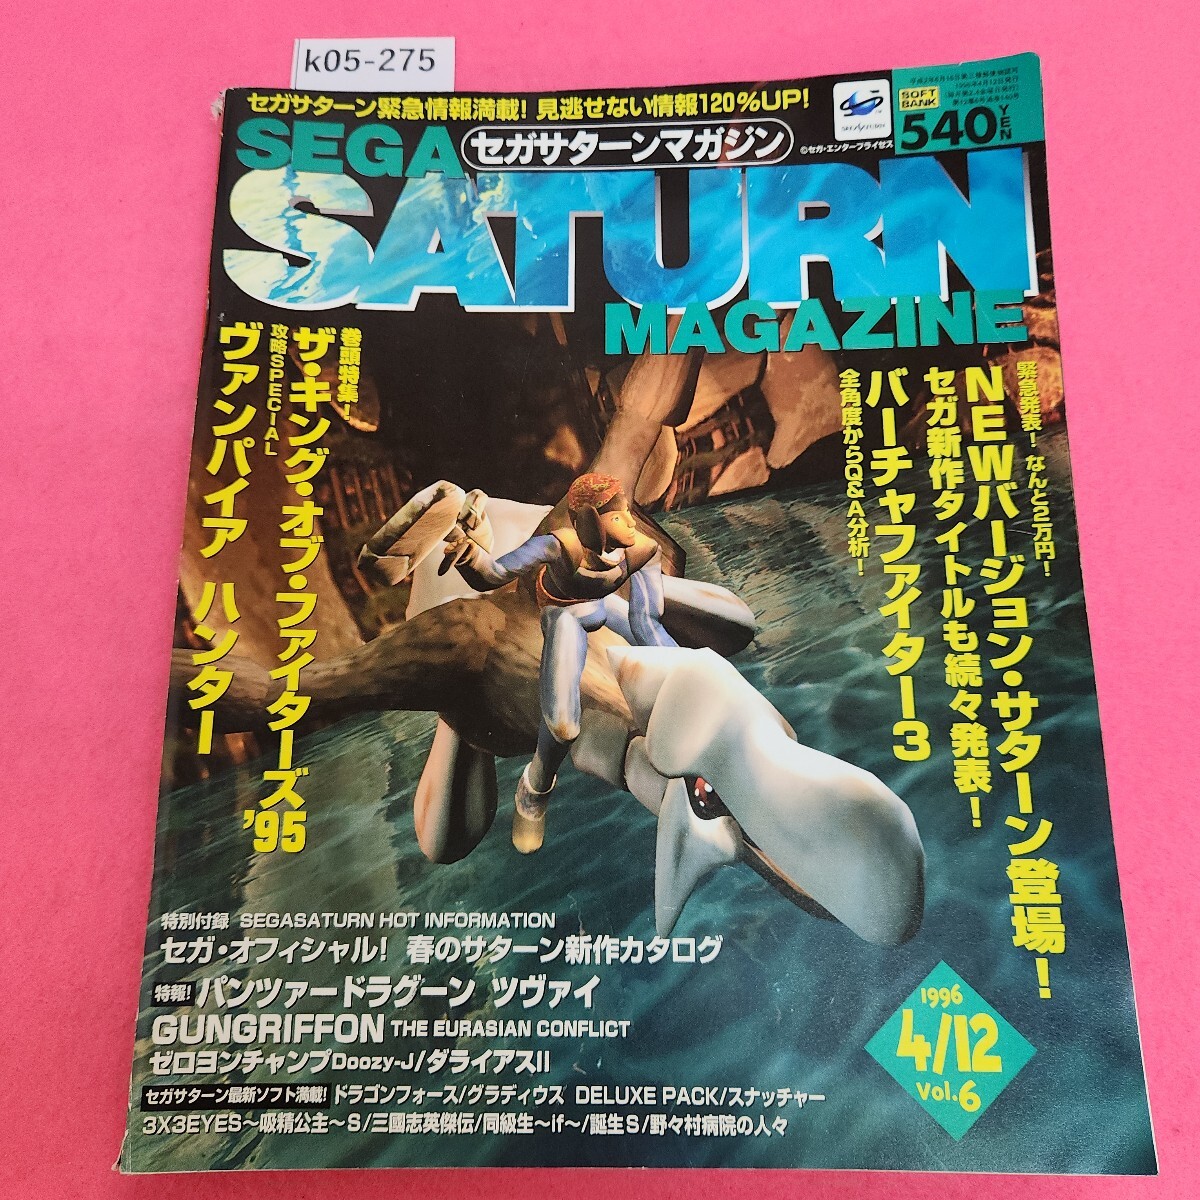 k05-275
セガサターン緊急情報満載! 見逃せない情報120%UP!
SEGA
セガサターンマガジン
©セガ・エンタープライゼス
SOFT
BANK
540YEN
SATURN
MAGAZINE
緊急発表!なんと2万円!
NEWバージョン・サターン登場!
セガ新作タイトルも続々発表!
バーチャファイター3
全角度からQ&A分析!
巻頭特集!
ザ・キング・オブ・ファイターズ'95
攻略SPECIAL
ヴァンパイア ハンター
特別付録 SEGASATURN HOT INFORMATION
セガ・オフィシャル! 春のサターン新作カタログ
特報! パンツァードラグーン ツヴァイ
GUNGRIFFON THE EURASIAN CONFLICT
ゼロヨンチャンプDoozy-J/ダライアスII
セガサターン最新ソフト満載! ドラゴンフォース/グラディウス DELUXE PACK/スナッチャー
3X3EYES〜吸精公主〜S/三國志英傑伝/同級生〜if〜/誕生S/野々村病院の人々
1996
4/12
Vol.6